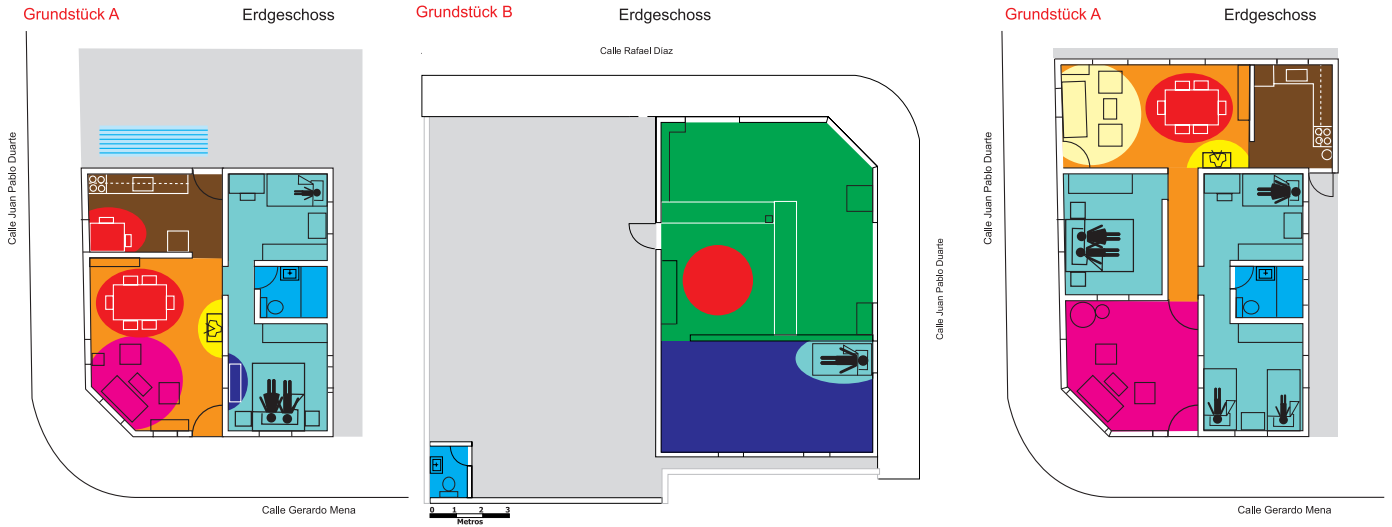 Grundstück A
Erdgeschoss
Calle Juan Pablo Duarte
Calle Gerardo Mena
Grundstück B
Erdgeschoss
Calle Rafael Díaz
Calle Juan Pablo Duarte
0 1 2 3
Metros
Grundstück A
Erdgeschoss
Calle Juan Pablo Duarte
Calle Gerardo Mena